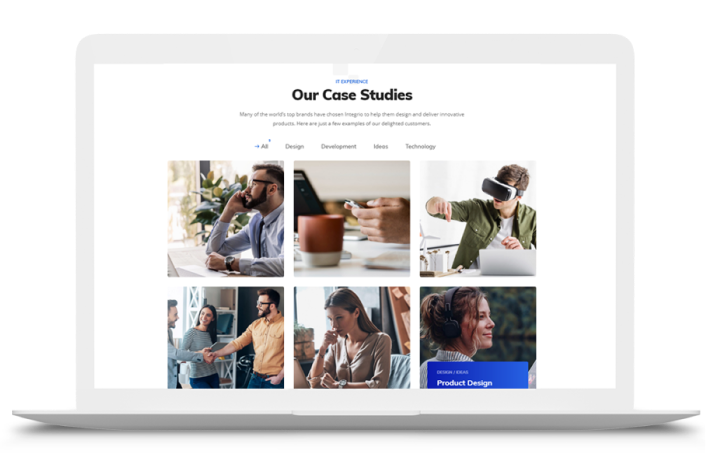 IT EXPERIENCE
Our Case Studies
Many of the world's top brands have chosen Integrio to help them design and deliver innovative
products. Here are just a few examples of our delighted customers.
All Design Development Ideas Technology
DESIGN / IDEAS
Product Design